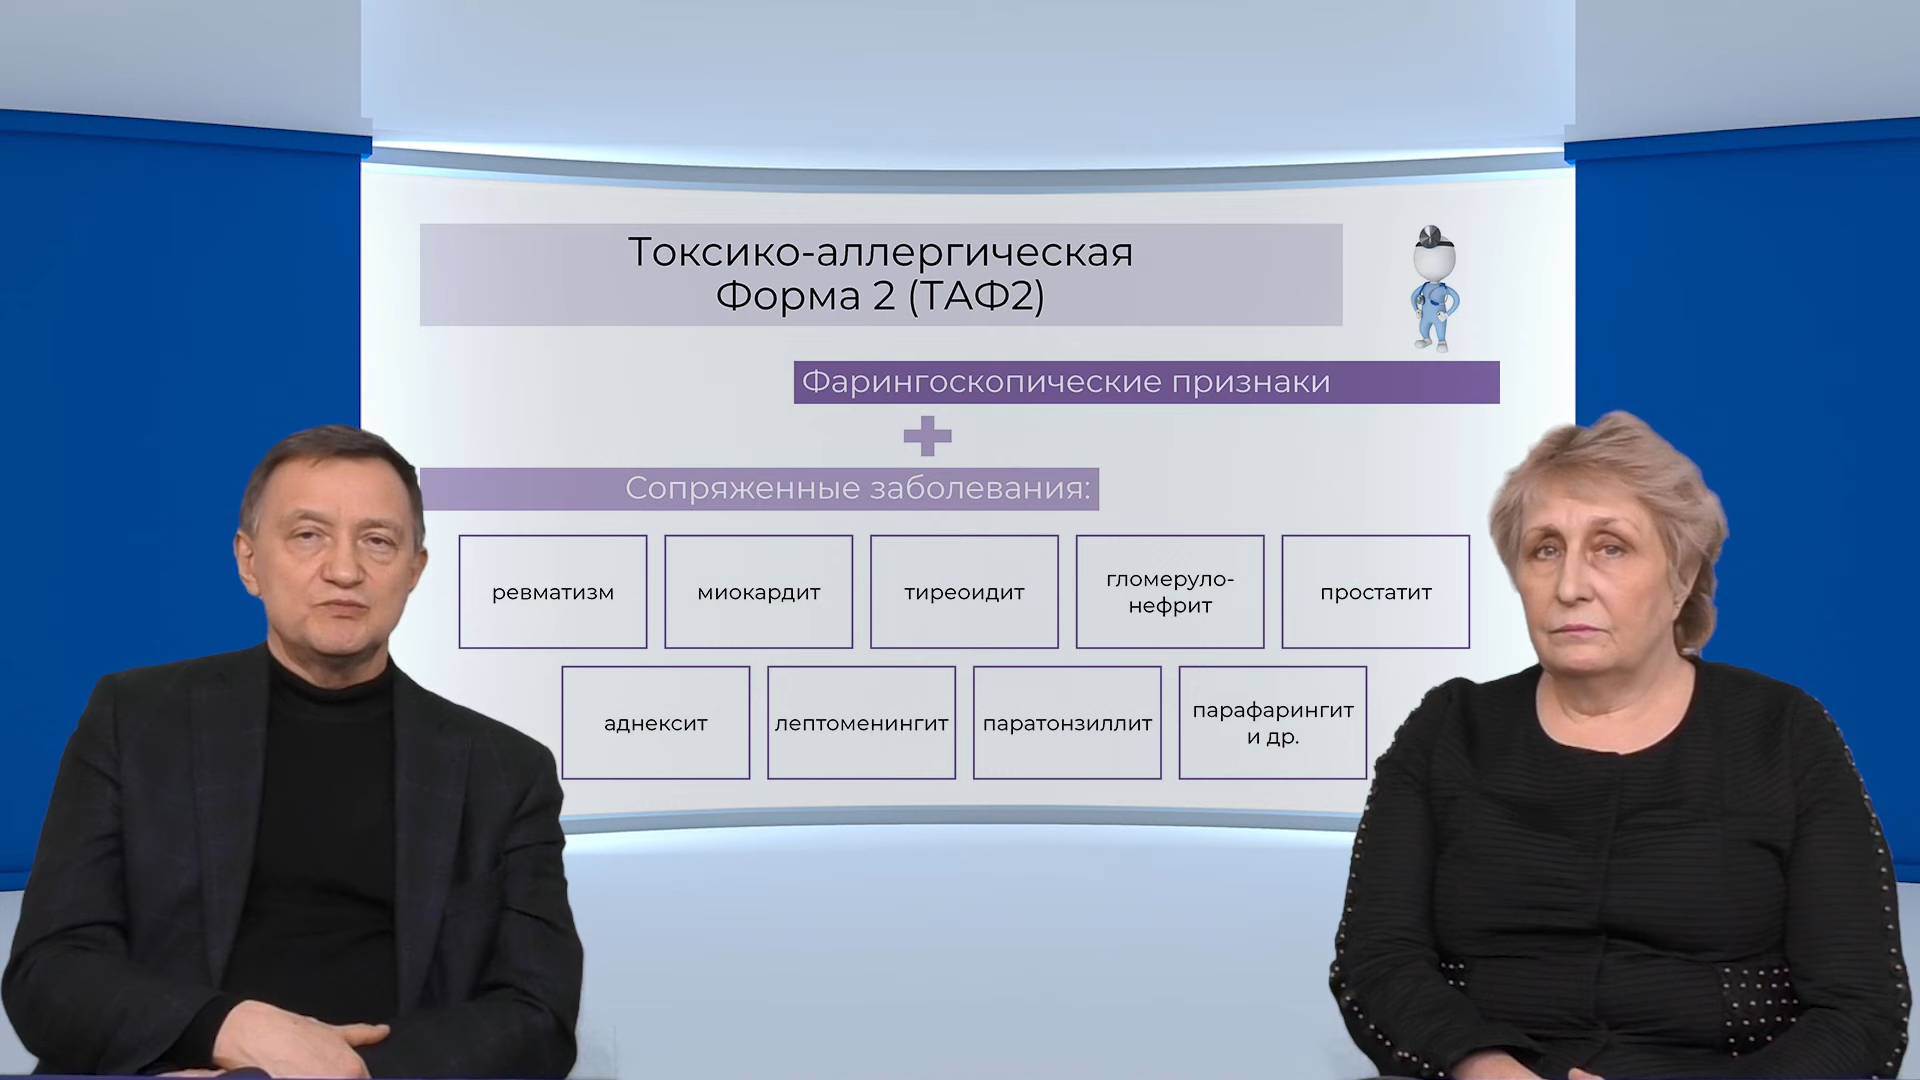 Токсико-аллергическая
Форма 2 (ТАФ2)
Фарингоскопические признаки
Сопряженные заболевания:
ревматизм
миокардит
тиреоидит
гломеруло-
нефрит
простатит
аднексит
лептоменингит
паратонзиллит
парафарингит
и др.